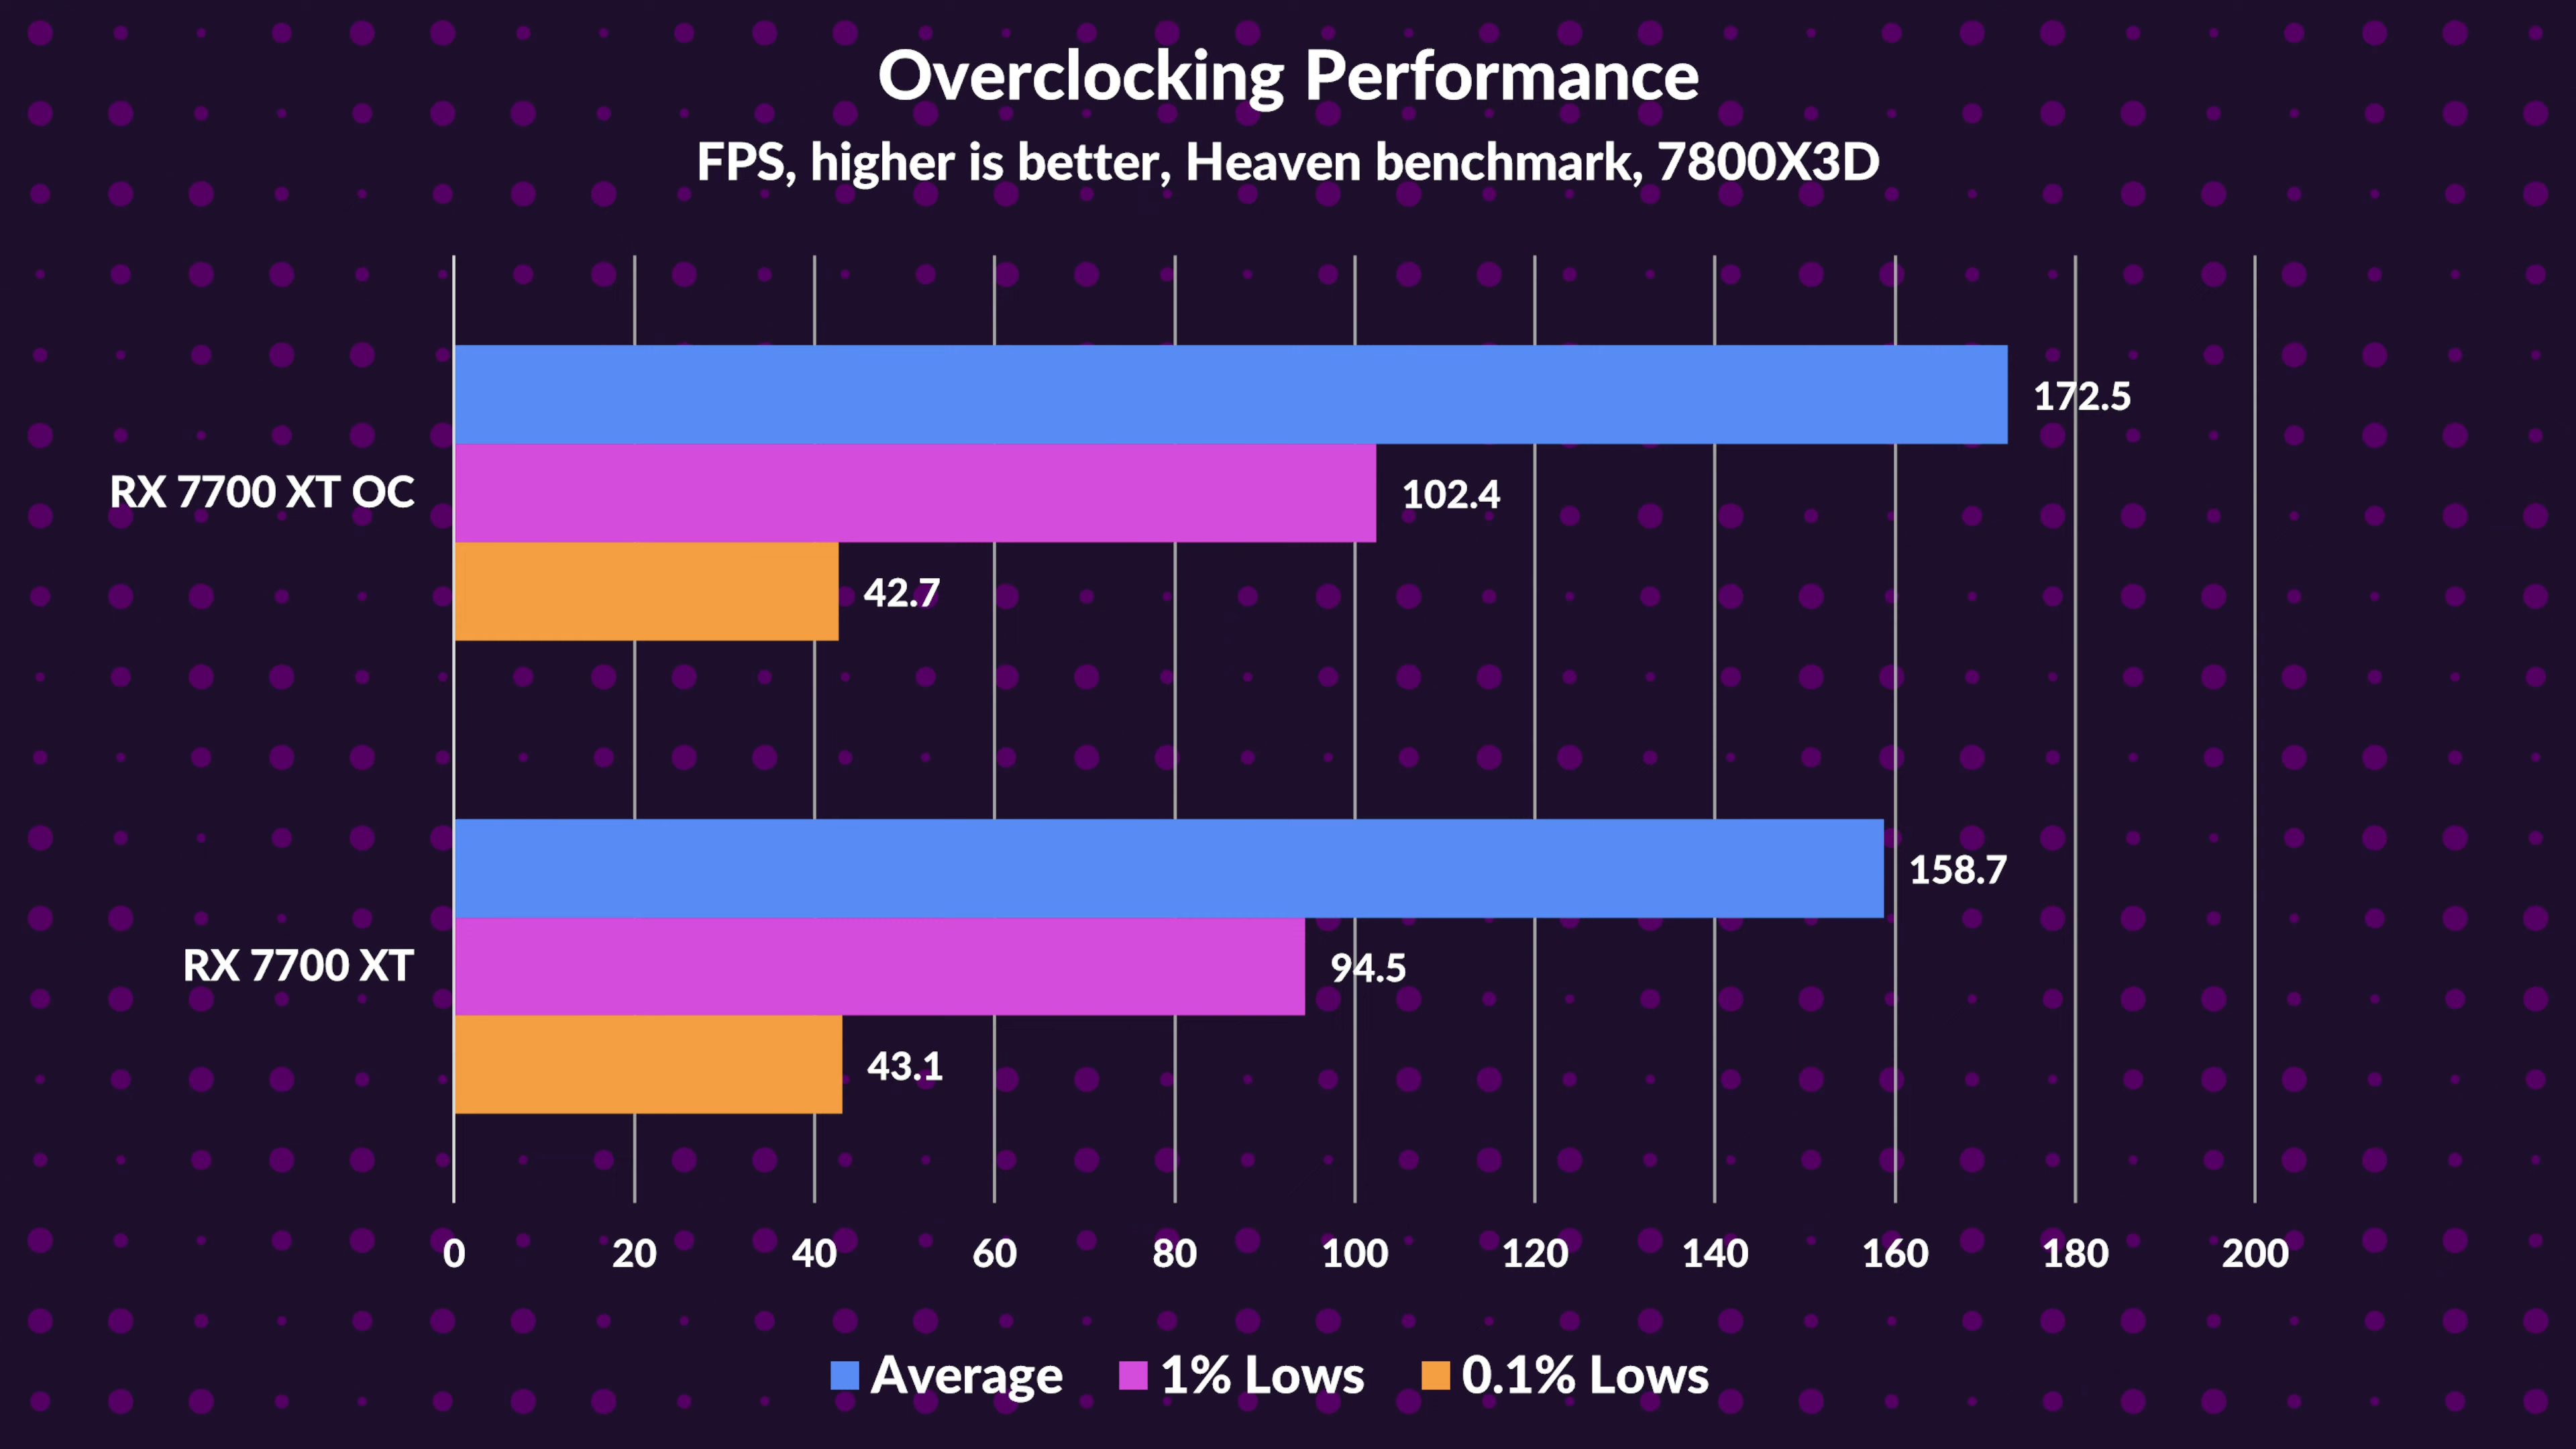 Overclocking Performance
FPS, higher is better, Heaven benchmark, 7800X3D
172.5
RX 7700 XT OC
102.4
42.7
158.7
RX 7700 XT
94.5
43.1
0 20 40 60 80 100 120 140 160 180 200
Average 1% Lows 0.1% Lows